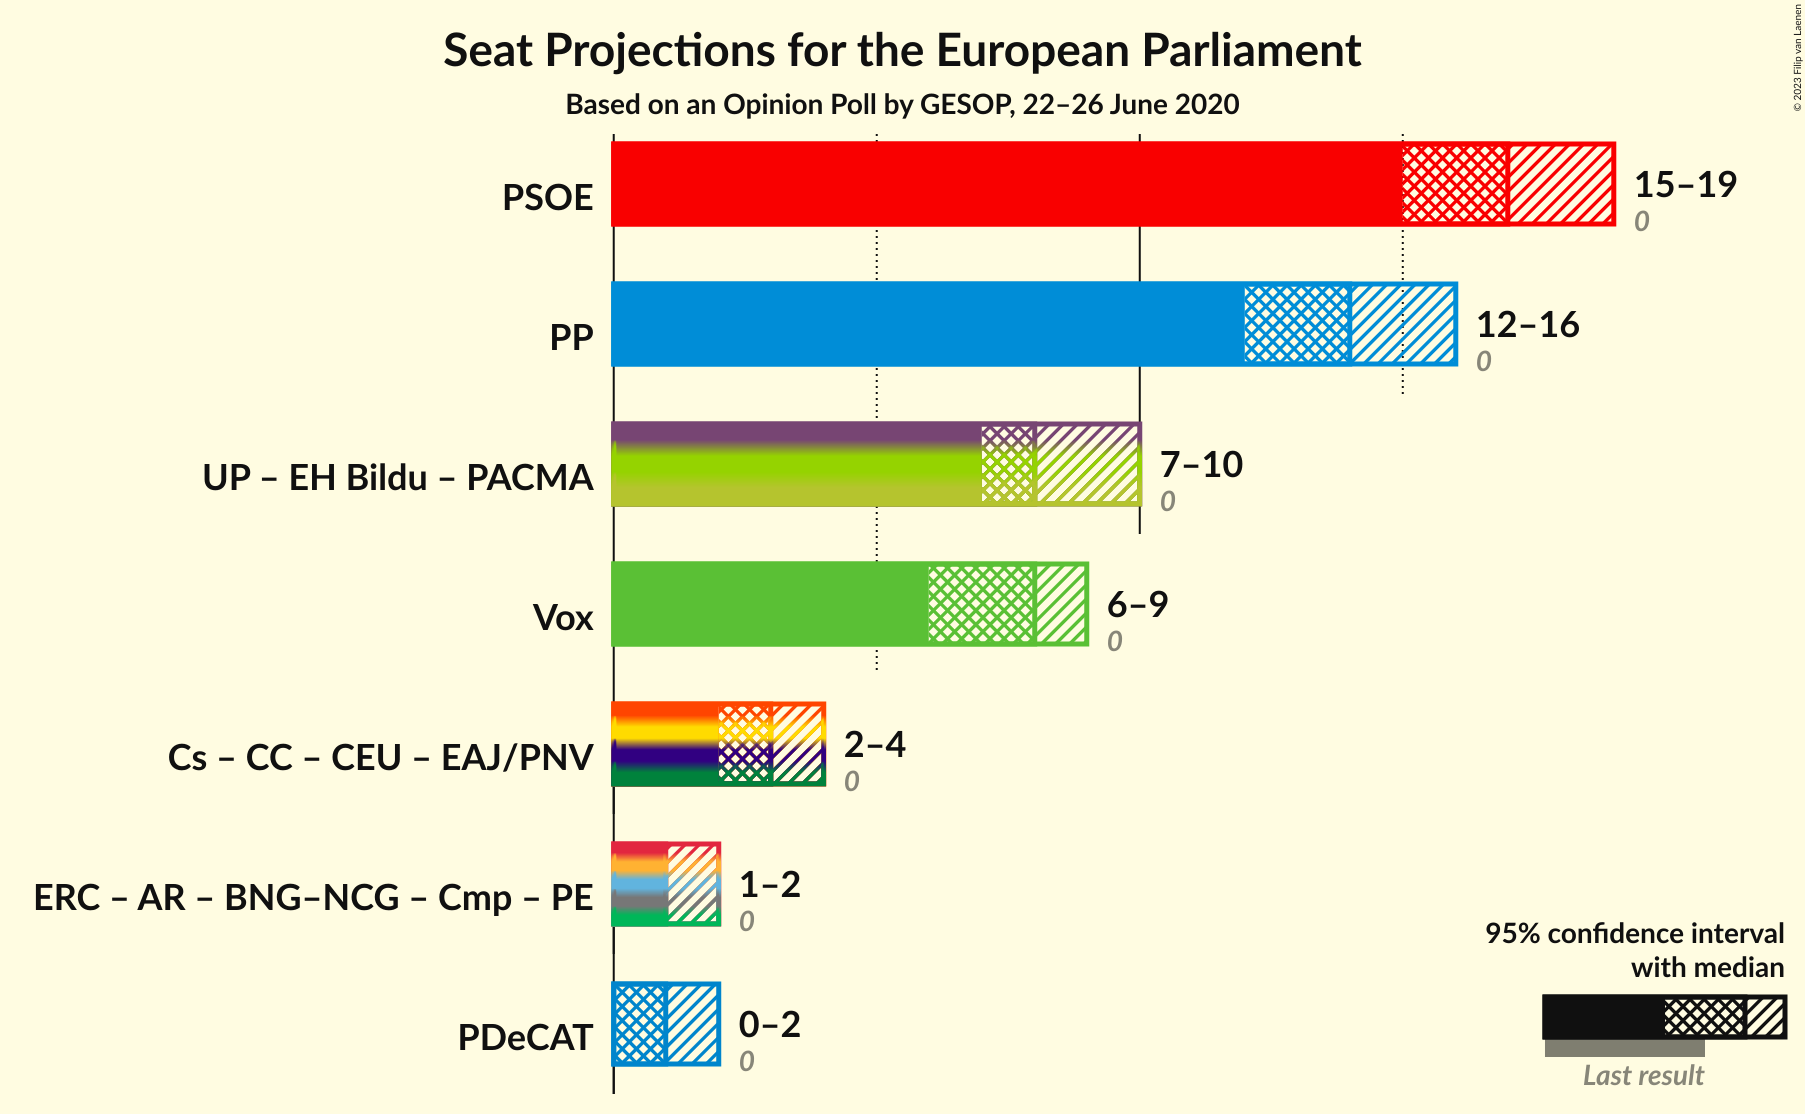 Seat Projections for the European Parliament
Based on an Opinion Poll by GESOP, 22–26 June 2020
© 2023 Filip van Laenen
PSOE
15–19
0
PP
12–16
0
UP – EH Bildu – PACMA
7–10
0
Vox
6–9
0
Cs – CC – CEU – EAJ/PNV
2–4
0
ERC – AR – BNG–NCG – Cmp – PE
1–2
0
PDeCAT
0–2
0
95% confidence interval
with median
Last result